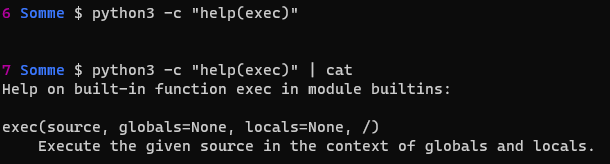 6 Somme $ python3 -c "help(exec)"
7 Somme $ python3 -c "help(exec)" | cat
Help on built-in function exec in module builtins:
exec(source, globals=None, locals=None, /)
Execute the given source in the context of globals and locals.